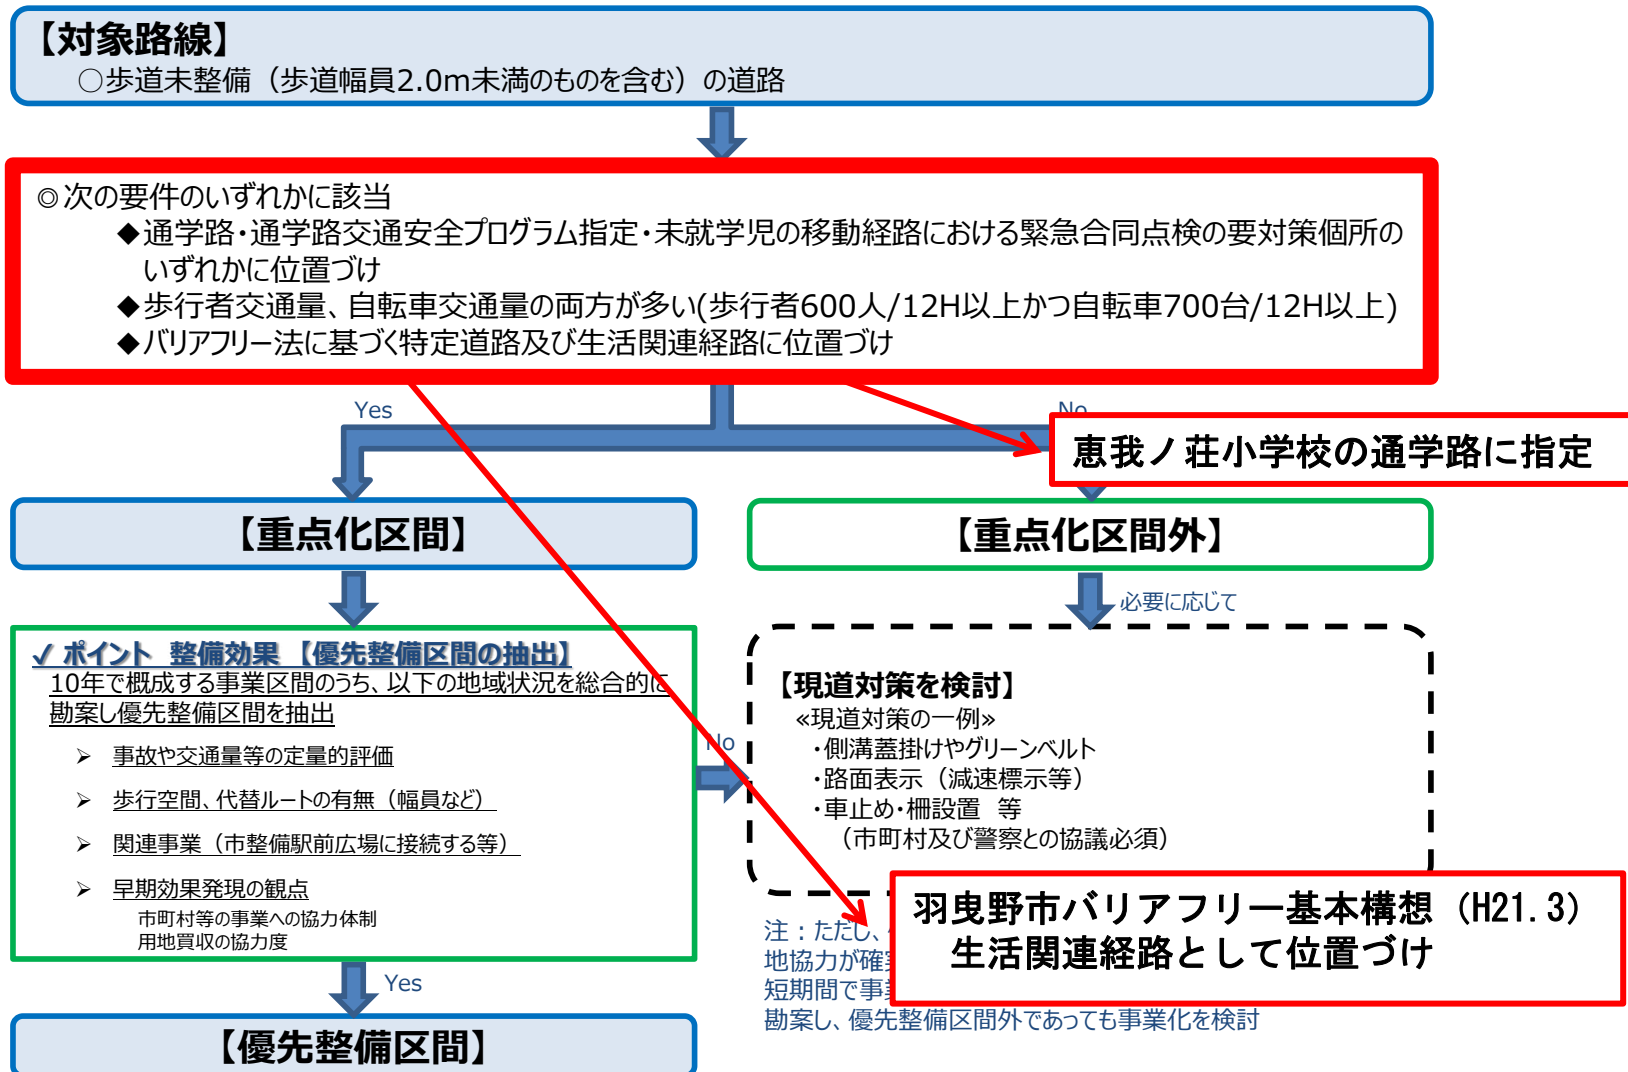 【対象路線】
○歩道未整備（歩道幅員2.0m未満のものを含む）の道路
◎次の要件のいずれかに該当
◆通学路・通学路交通安全プログラム指定・未就学児の移動経路における緊急合同点検の要対策個所の
いずれかに位置づけ
◆歩行者交通量、自転車交通量の両方が多い(歩行者600人/12H以上かつ自転車700台/12H以上)
◆バリアフリー法に基づく特定道路及び生活関連経路に位置づけ
Yes
No
恵我ノ荘小学校の通学路に指定
【重点化区間】
【重点化区間外】
必要に応じて
✓ ポイント 整備効果 【優先整備区間の抽出】
10年で概成する事業区間のうち、以下の地域状況を総合的に
勘案し優先整備区間を抽出
➢ 事故や交通量等の定量的評価
➢ 歩行空間、代替ルートの有無（幅員など）
➢ 関連事業（市整備駅前広場に接続する等）
➢ 早期効果発現の観点
市町村等の事業への協力体制
用地買収の協力度
No
【現道対策を検討】
≪現道対策の一例≫
・側溝蓋掛けやグリーンベルト
・路面表示（減速標示等）
・車止め・柵設置 等
（市町村及び警察との協議必須）
羽曳野市バリアフリー基本構想（H21.3）
生活関連経路として位置づけ
注：ただし、
地協力が確
短期間で事
勘案し、優先整備区間外であっても事業化を検討
Yes
【優先整備区間】